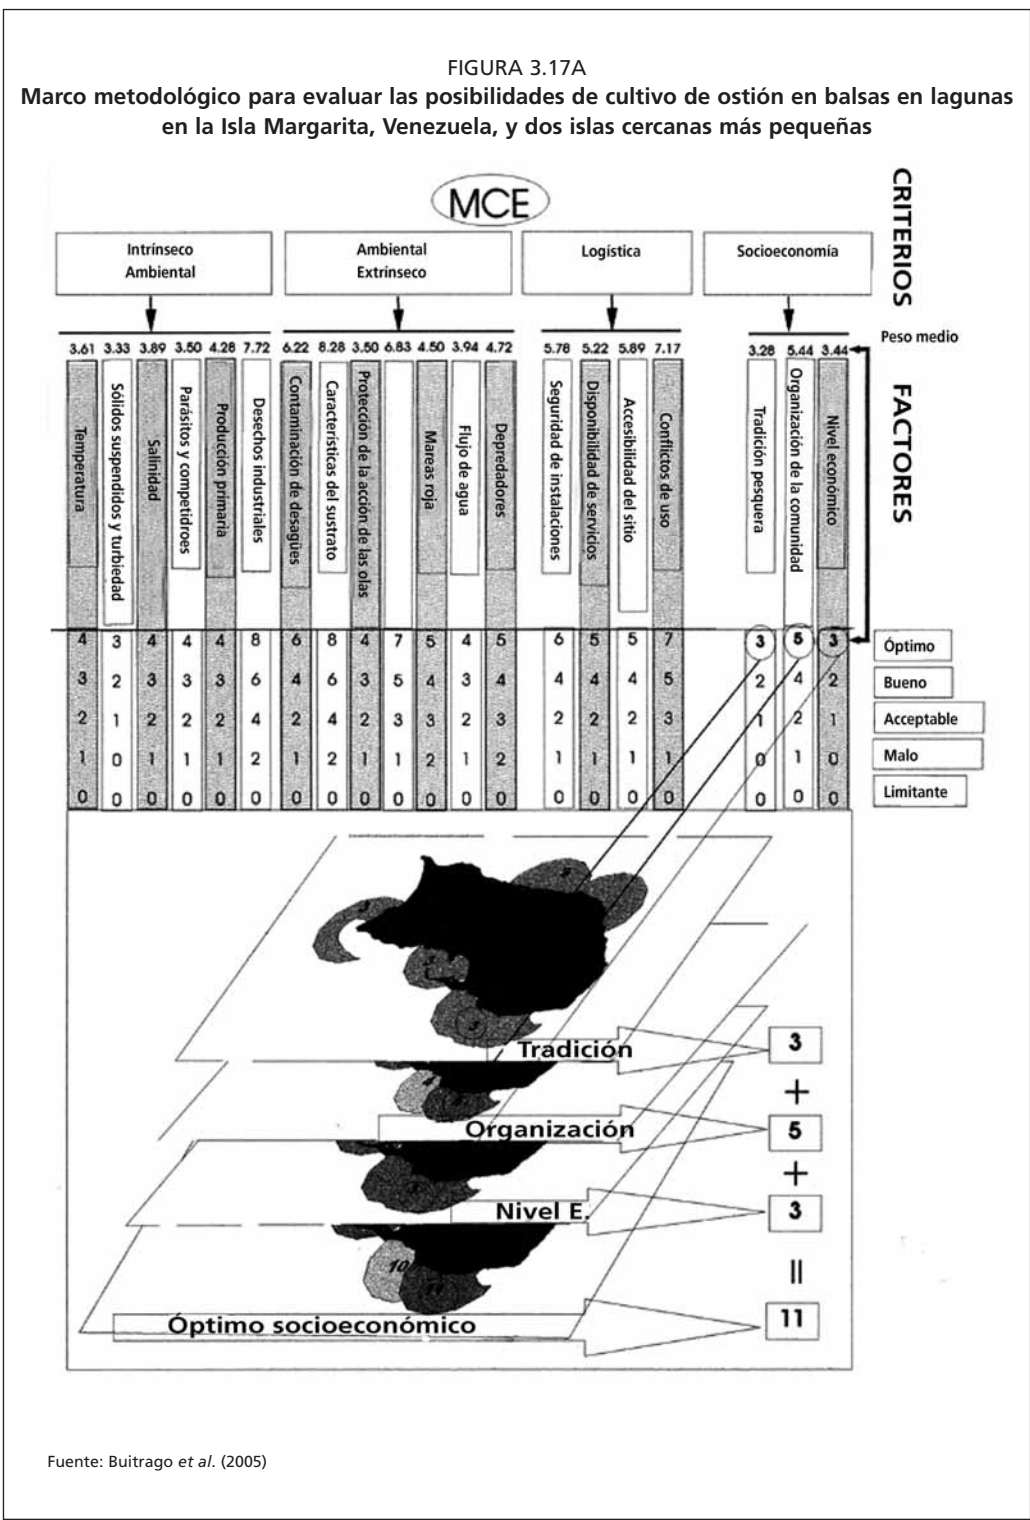 FIGURA 3.17A
Marco metodológico para evaluar las posibilidades de cultivo de ostión en balsas en lagunas
en la Isla Margarita, Venezuela, y dos islas cercanas más pequeñas
MCE
CRITERIOS
Intrínseco
Ambiental
Ambiental
Extrínseco
Logística
Socioeconomía
Peso medio
3.61 3.33 3.89 3.50 4.28 7.72 6.22 8.28 3.50 6.83 4.50 3.94 4.72 5.78 5.22 5.89 7.17 3.28 5.44 3.44
FACTORES
Temperatura
Sólidos suspendidos y turbiedad
Salinidad
Parásitos y competidroes
Producción primaria
Desechos industriales
Contaminación de desagües
Características del sustrato
Protección de la acción de las olas
Mareas roja
Flujo de agua
Depredadores
Seguridad de instalaciones
Disponibilidad de servicios
Accesibilidad del sitio
Conflictos de uso
Tradición pesquera
Organización de la comunidad
Nivel económico
4 3 4 4 4 8 6 8 4 7 5 4 5 6 5 5 7 3 5 3 Óptimo
3 2 3 3 3 6 4 6 3 5 4 3 4 4 4 4 5 2 4 2 Bueno
2 1 2 2 2 4 2 4 2 3 3 2 3 2 2 2 3 1 2 1 Acceptable
1 0 1 1 1 2 1 2 1 1 2 1 2 1 1 1 1 0 1 0 Malo
0 0 0 0 0 0 0 0 0 0 0 0 0 0 0 0 0 0 0 0 Limitante
3
Tradición 3
+
Organización 5
+
Nivel E. 3
=
10
11
Óptimo socioeconómico 11
Fuente: Buitrago et al. (2005)